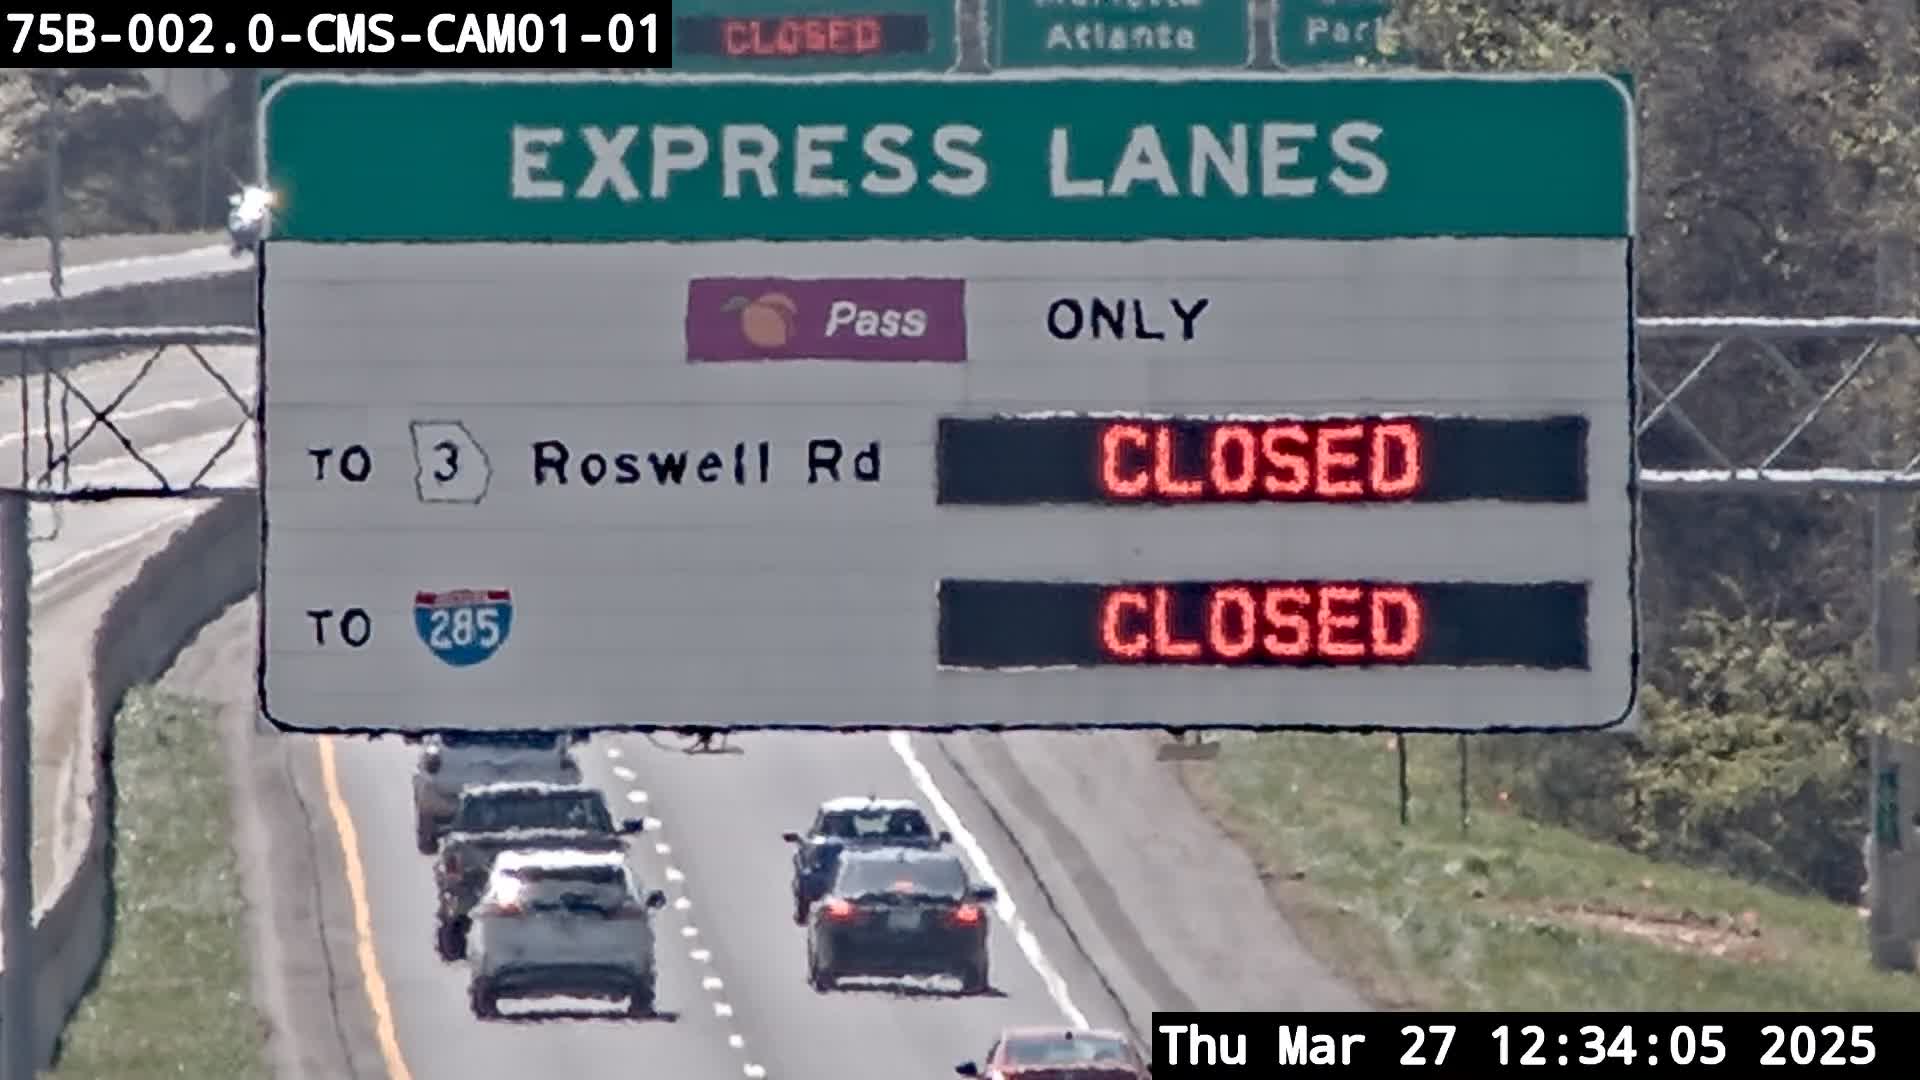 75B-002.0-CMS-CAM01-01
CLOSED
Atlanta
EXPRESS LANES
Pass ONLY
TO 3 Roswell Rd CLOSED
TO 285 CLOSED
Thu Mar 27 12:34:05 2025